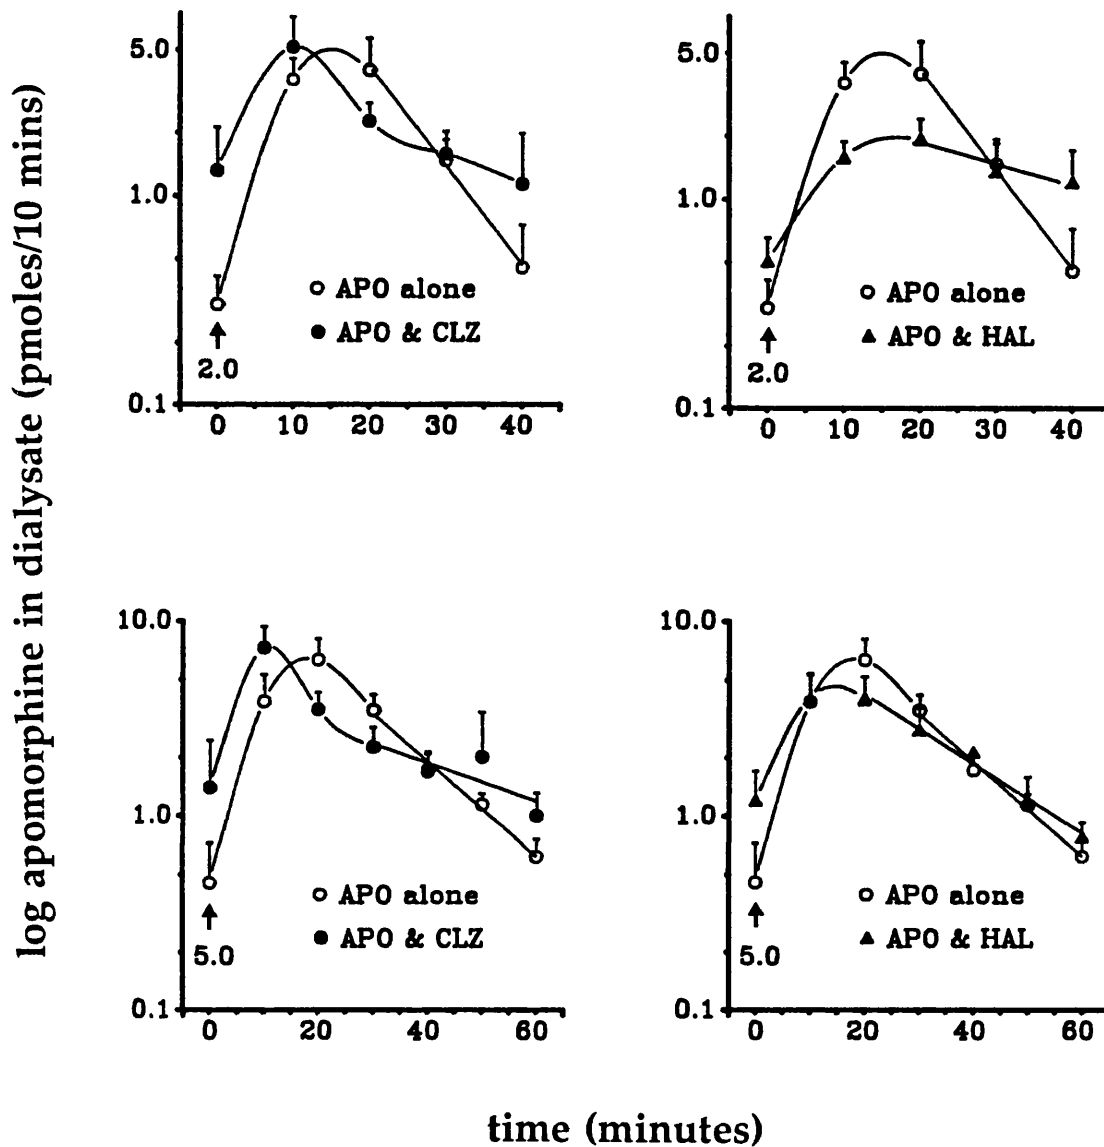 log apomorphine in dialysate (pmoles/10 mins)
5.0
1.0
0.1
APO alone
APO & CLZ
2.0
0 10 20 30 40
5.0
1.0
0.1
APO alone
APO & HAL
2.0
0 10 20 30 40
10.0
1.0
0.1
APO alone
APO & CLZ
5.0
0 20 40 60
10.0
1.0
0.1
APO alone
APO & HAL
5.0
0 20 40 60
time (minutes)